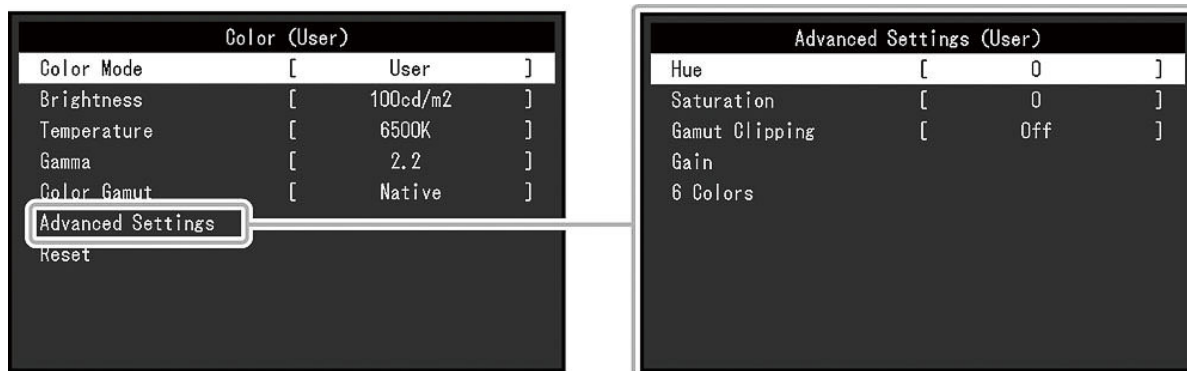 Color (User)
Color Mode [ User ]
Brightness [ 100cd/m2 ]
Temperature [ 6500K ]
Gamma [ 2.2 ]
Color Gamut [ Native ]
Advanced Settings
Reset
Advanced Settings (User)
Hue [ 0 ]
Saturation [ 0 ]
Gamut Clipping [ Off ]
Gain
6 Colors